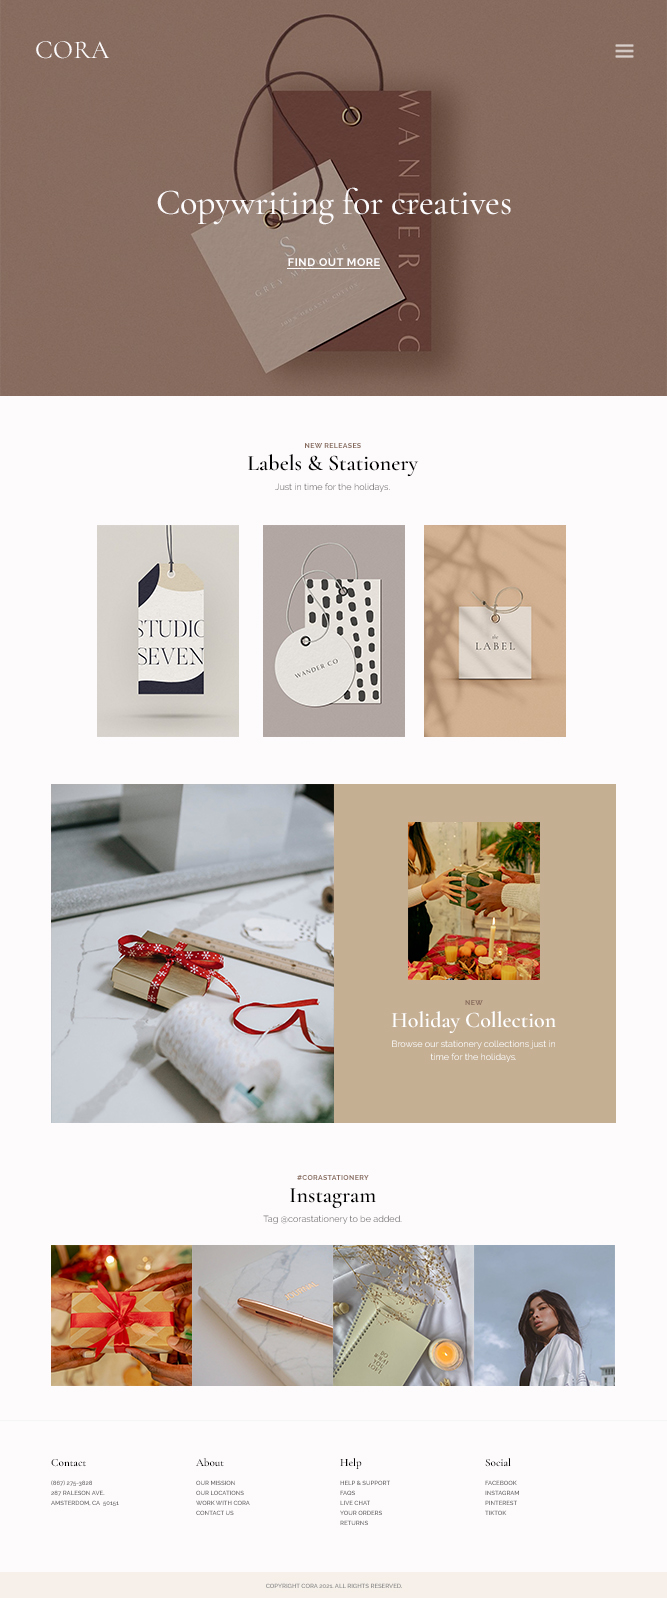 CORA
WANDER CO
Copywriting for creatives
S
FIND OUT MORE
NEW RELEASES
Labels & Stationery
Just in time for the holidays.
STUDIO
SEVEN
WANDER CO
the
LABEL
NEW
Holiday Collection
Browse our stationery collections just in
time for the holidays.
#CORASTATIONERY
Instagram
Tag @corastationery to be added.
JOURNAL
Contact
(867) 275-3828
287 RALESON AVE.
AMSTERDOM, CA 50151
About
OUR MISSION
OUR LOCATIONS
WORK WITH CORA
CONTACT US
Help
HELP & SUPPORT
FAQS
LIVE CHAT
YOUR ORDERS
RETURNS
Social
FACEBOOK
INSTAGRAM
PINTEREST
TIKTOK
COPYRIGHT CORA 2021. ALL RIGHTS RESERVED.